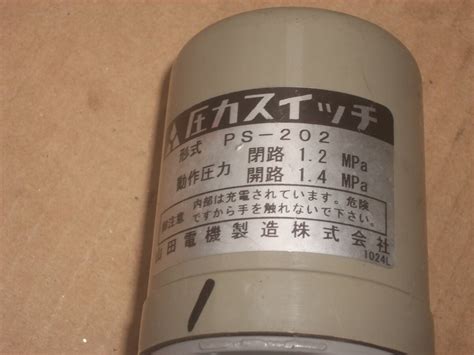 圧力スイッチ
形式 PS-202
動作圧力 閉路 1.2 MPa
開路 1.4 MPa
注意 内部は充電されています。危険
ですから手を触れないで下さい。
山田電機製造株式会社
1024L